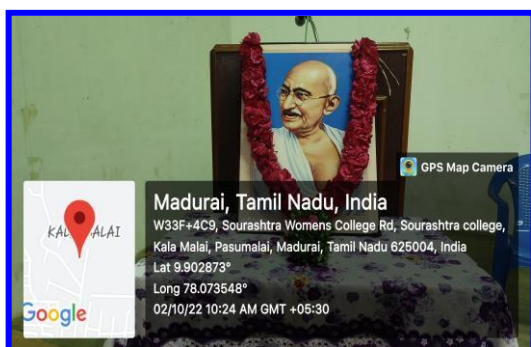 GPS Map Camera
KALA MALAI
Google
Madurai, Tamil Nadu, India
W33F+4C9, Sourashtra Womens College Rd, Sourashtra college,
Kala Malai, Pasumalai, Madurai, Tamil Nadu 625004, India
Lat 9.902873°
Long 78.073548°
02/10/22 10:24 AM GMT +05:30